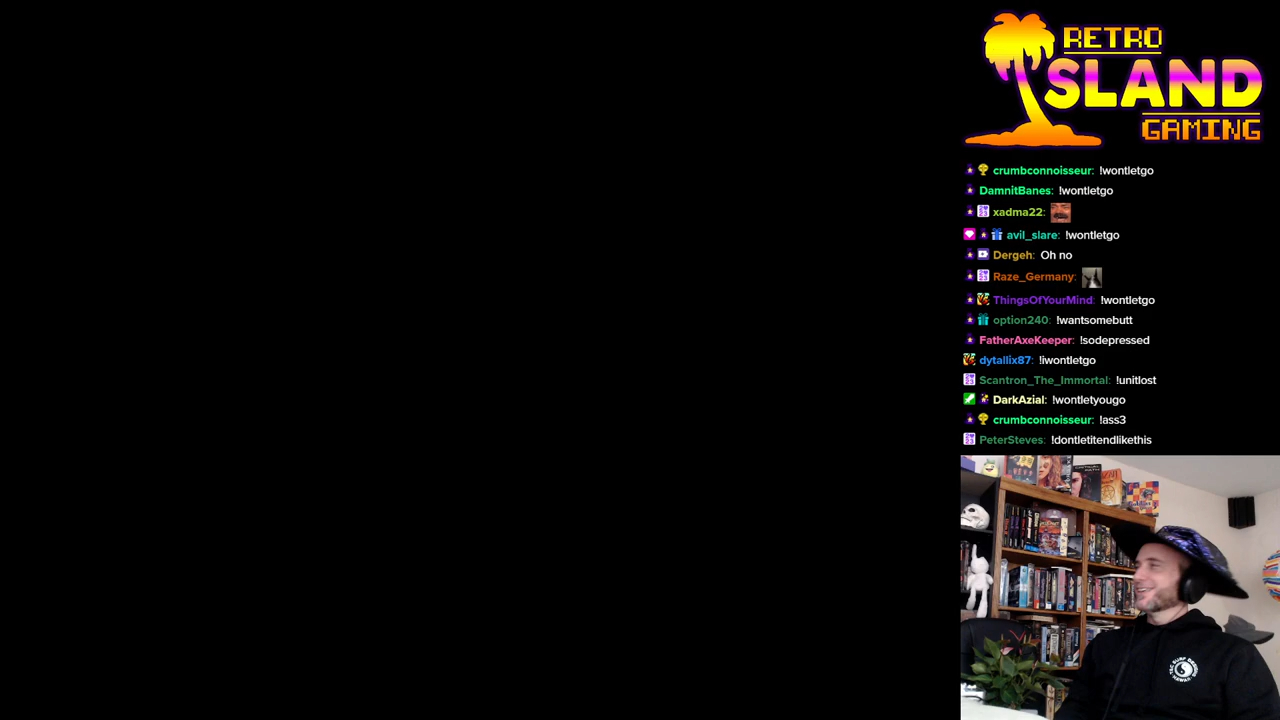 RETRO
ISLAND
GAMING
crumbconnoisseur: !wontletgo
DamnitBanes: !wontletgo
xadma22:
avil_slare: !wontletgo
Dergeh: Oh no
Raze_Germany:
ThingsOfYourMind: !wontletgo
option240: !wantsomebutt
FatherAxeKeeper: !sodepressed
dytallix87: !iwontletgo
Scantron_The_Immortal: !unitlost
DarkAzial: !wontletyougo
crumbconnoisseur: !ass3
PeterSteves: !dontletitendlikethis